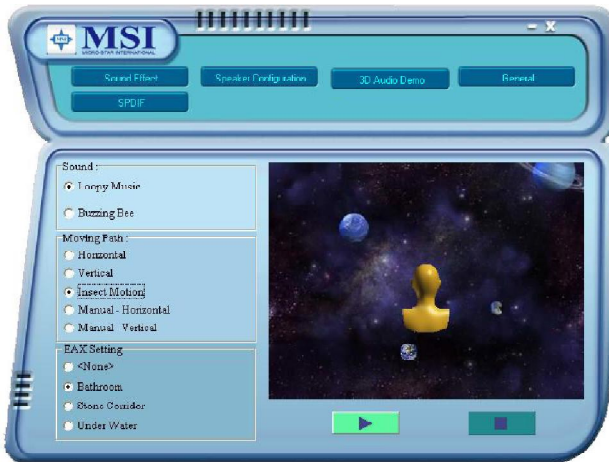 MSI
MICRO-STAR INTERNATIONAL
- X
Sound Effect
Speaker Configuration
3D Audio Demo
General
SPDIF
Sound :
Loopy Music
Buzzing Bee
Moving Path :
Horizontal
Vertical
Insect Motion
Manual - Horizontal
Manual - Vertical
EAX Setting
<None>
Bathroom
Stone Corridor
Under Water